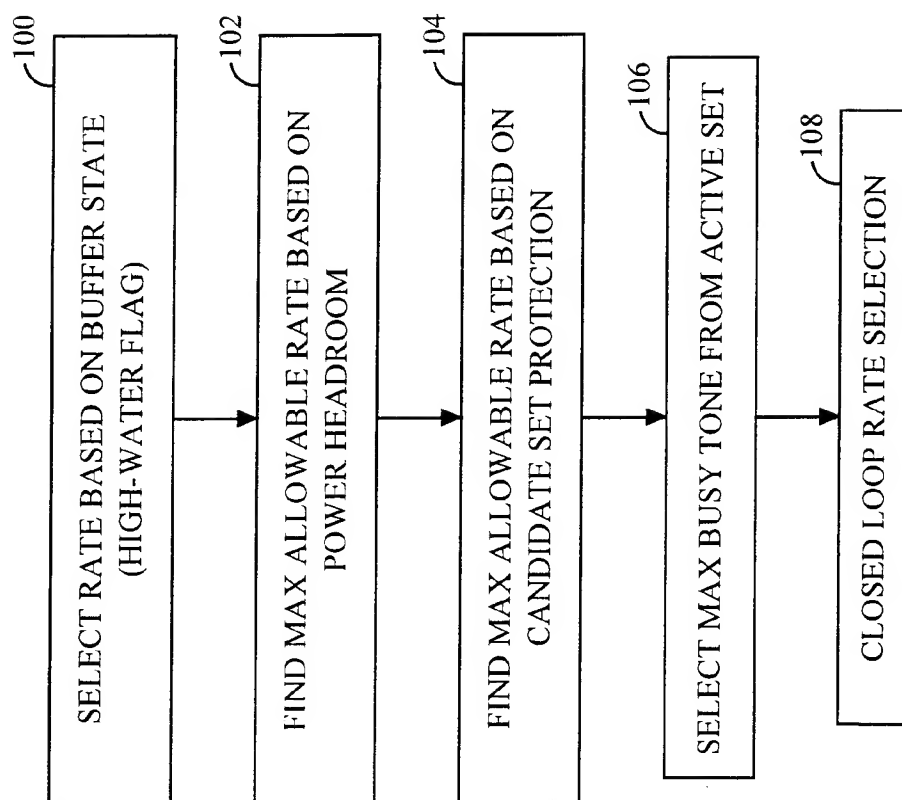 100
SELECT RATE BASED ON BUFFER STATE
(HIGH-WATER FLAG)
102
FIND MAX ALLOWABLE RATE BASED ON
POWER HEADROOM
104
FIND MAX ALLOWABLE RATE BASED ON
CANDIDATE SET PROTECTION
106
SELECT MAX BUSY TONE FROM ACTIVE SET
108
CLOSED LOOP RATE SELECTION